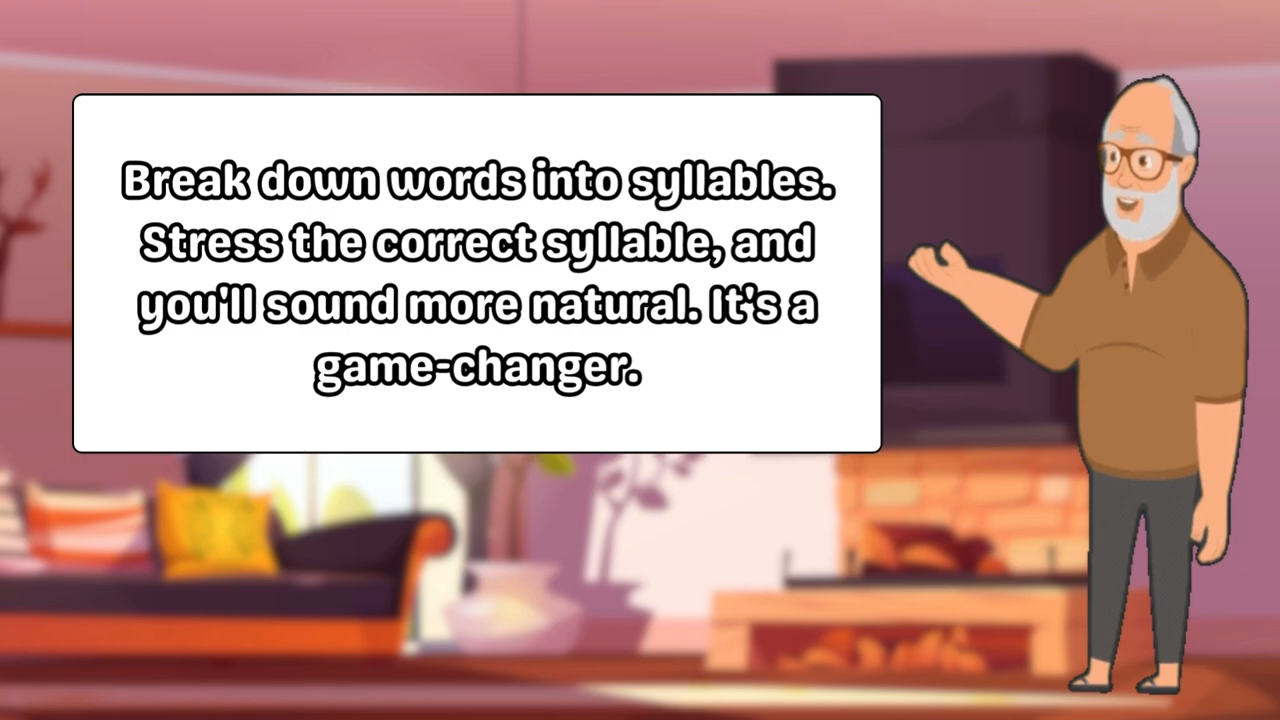 Break down words into syllables.
Stress the correct syllable, and
you'll sound more natural. It's a
game-changer.